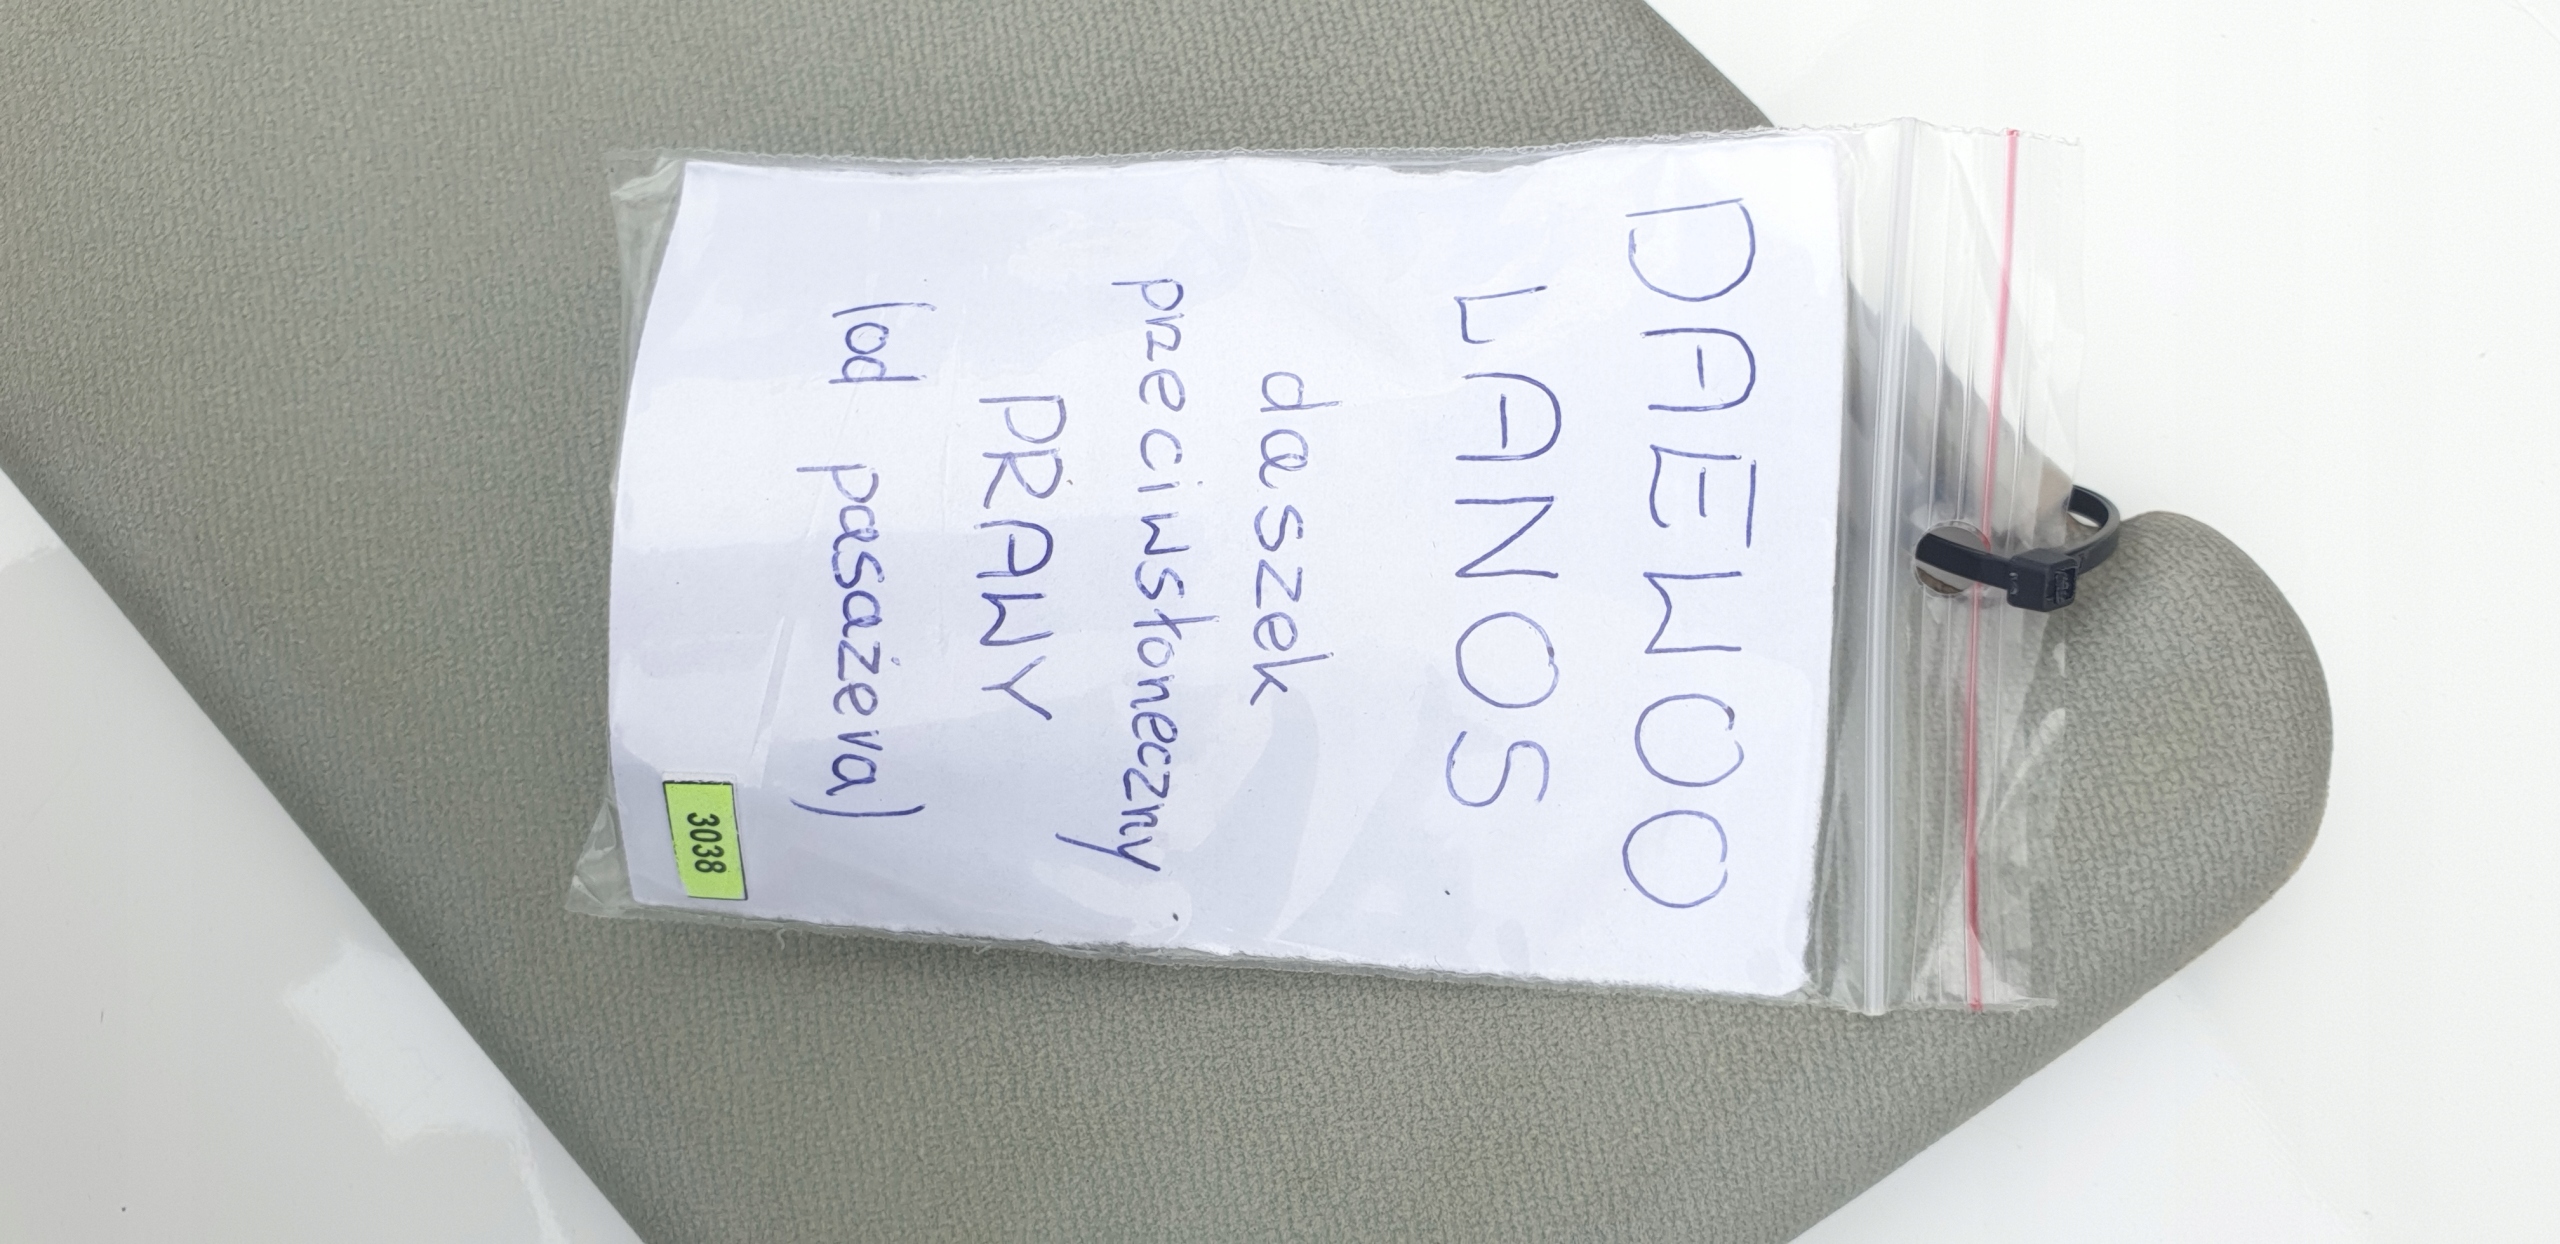 DAEWOO
LANOS
daszek
przeciwsłoneczny
PRAWY
(od pasażera)
3038